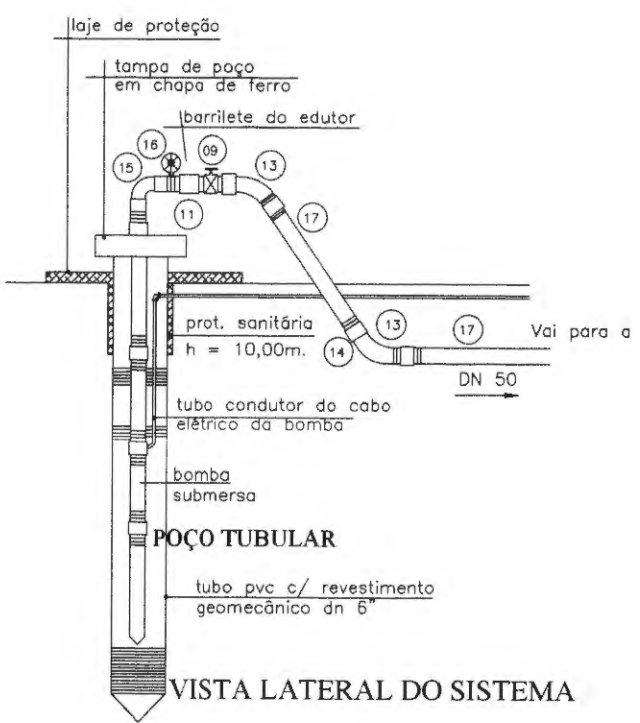 laje de proteção
tampa de poço
em chapa de ferro
barrilete do edutor
16
09
15
13
11
17
prot. sanitária
h = 10,00m.
13
17
Vai para a
14
DN 50
tubo condutor do cabo
elétrico da bomba
bomba
submersa
POÇO TUBULAR
tubo pvc c/ revestimento
geomecânico dn 6"
VISTA LATERAL DO SISTEMA